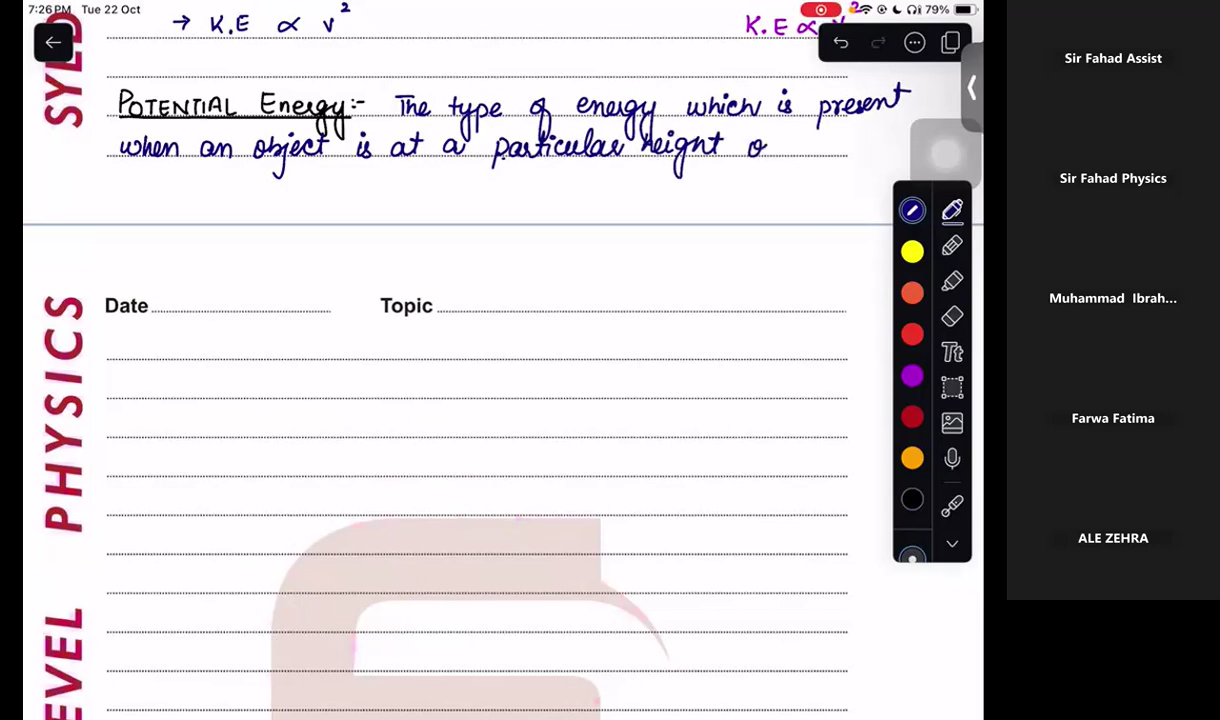 7:26 PM Tue 22 Oct
79%
→ K.E ∝ v²
K.E ∝ v²
POTENTIAL Energy:- The type of energy which is present
when an object is at a particular height o
Date
Topic
PHYSICS
EVEL
Tt
Sir Fahad Assist
Sir Fahad Physics
Muhammad Ibrah...
Farwa Fatima
ALE ZEHRA